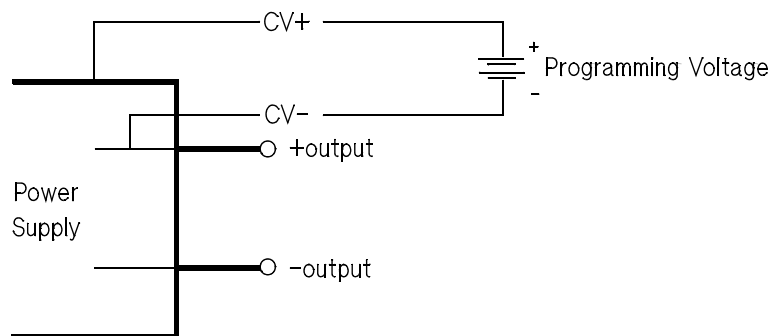 CV+
+
Programming Voltage
-
CV-
+output
Power
Supply
-output